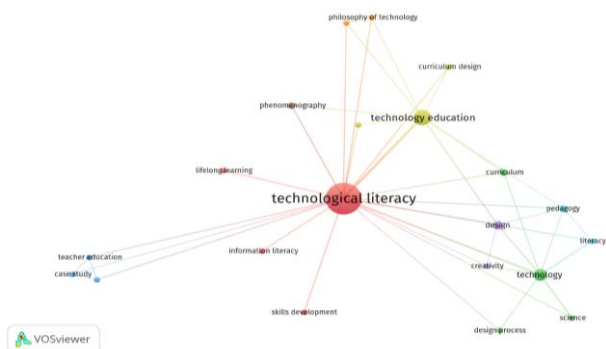 philosophy of technology
curriculum design
phenomenography
technology education
lifelong learning
curriculum
technological literacy
pedagogy
design
literacy
information literacy
teacher education
creativity
case study
technology
skills development
science
design process
VOSviewer